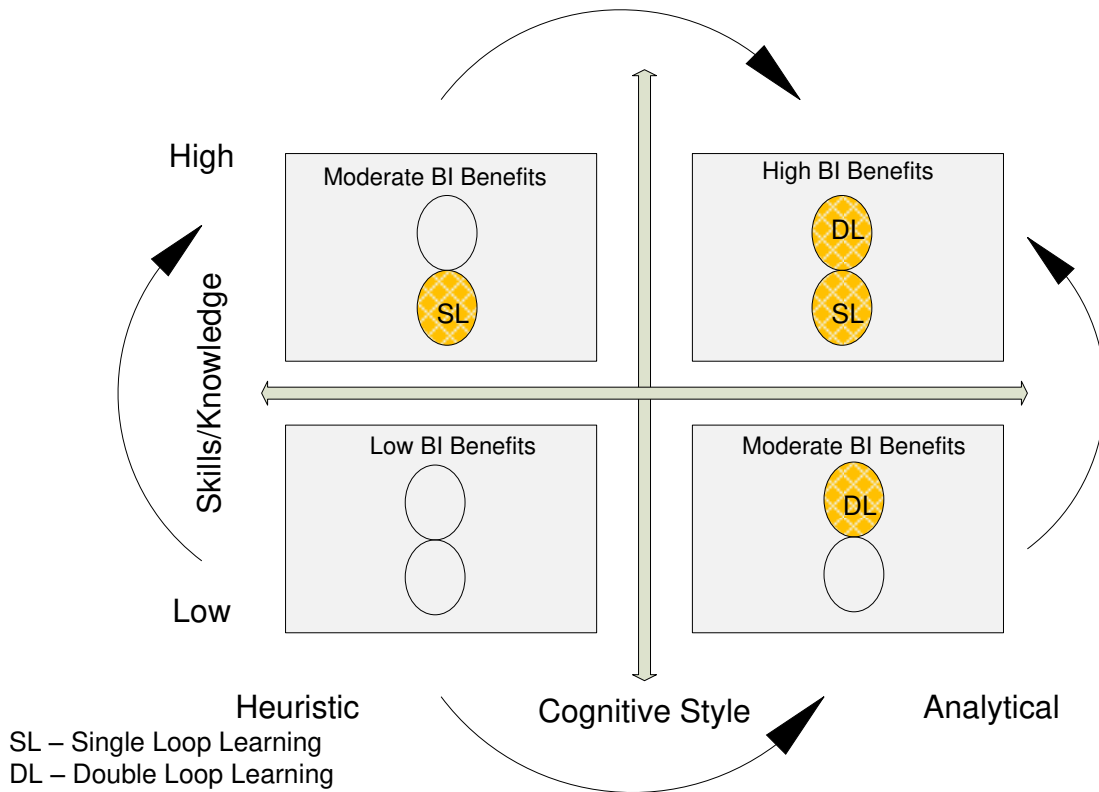 High
Moderate BI Benefits
High BI Benefits
DL
SL
SL
Skills/Knowledge
Low BI Benefits
Moderate BI Benefits
DL
Low
Heuristic
Cognitive Style
Analytical
SL – Single Loop Learning
DL – Double Loop Learning